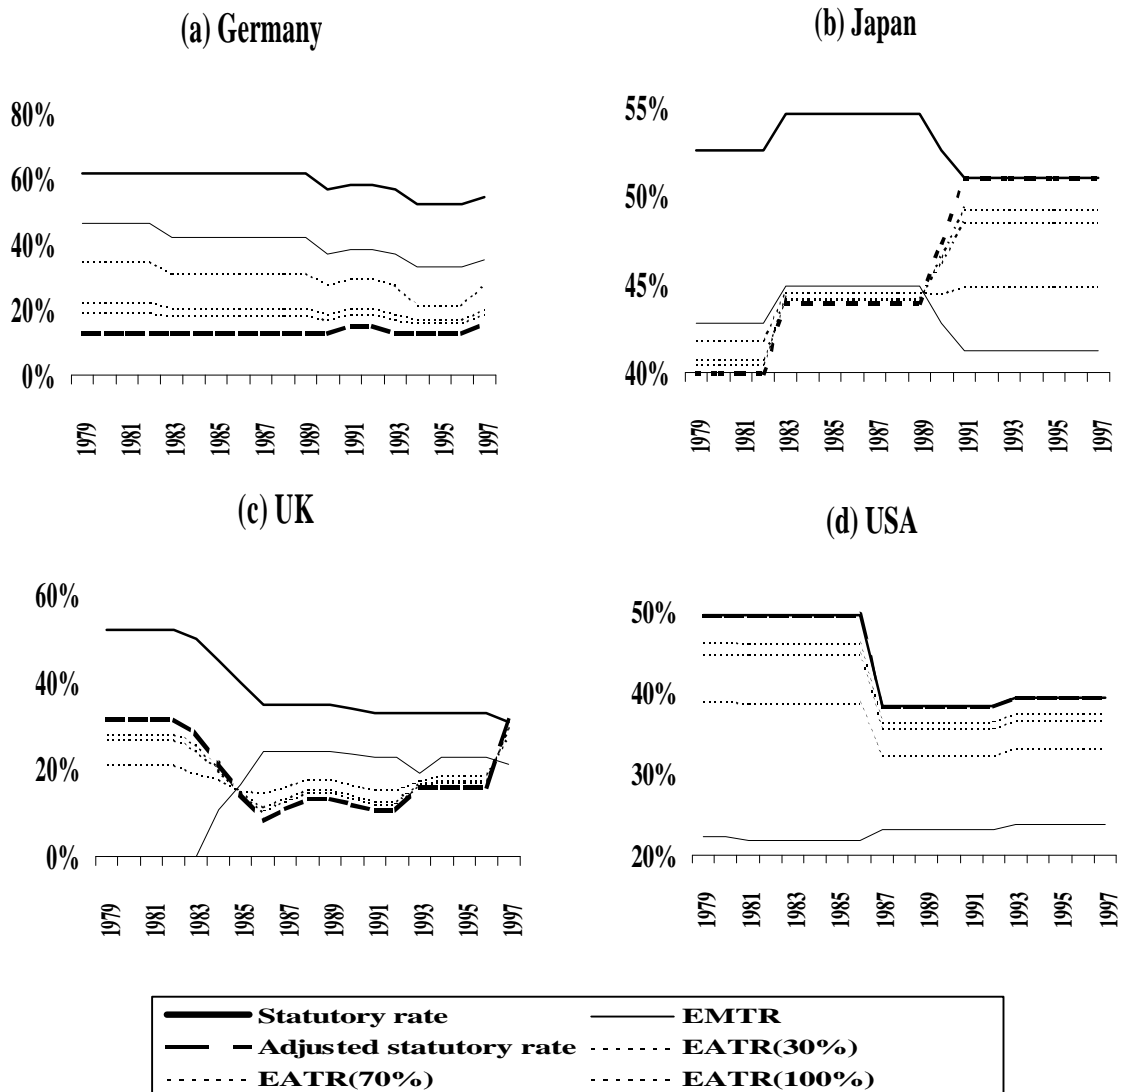 (a) Germany
80%
60%
40%
20%
0%
1979 1981 1983 1985 1987 1989 1991 1993 1995 1997
(b) Japan
55%
50%
45%
40%
1979 1981 1983 1985 1987 1989 1991 1993 1995 1997
(c) UK
60%
40%
20%
0%
1979 1981 1983 1985 1987 1989 1991 1993 1995 1997
(d) USA
50%
40%
30%
20%
1979 1981 1983 1985 1987 1989 1991 1993 1995 1997
Statutory rate EMTR
Adjusted statutory rate EATR(30%)
EATR(70%) EATR(100%)